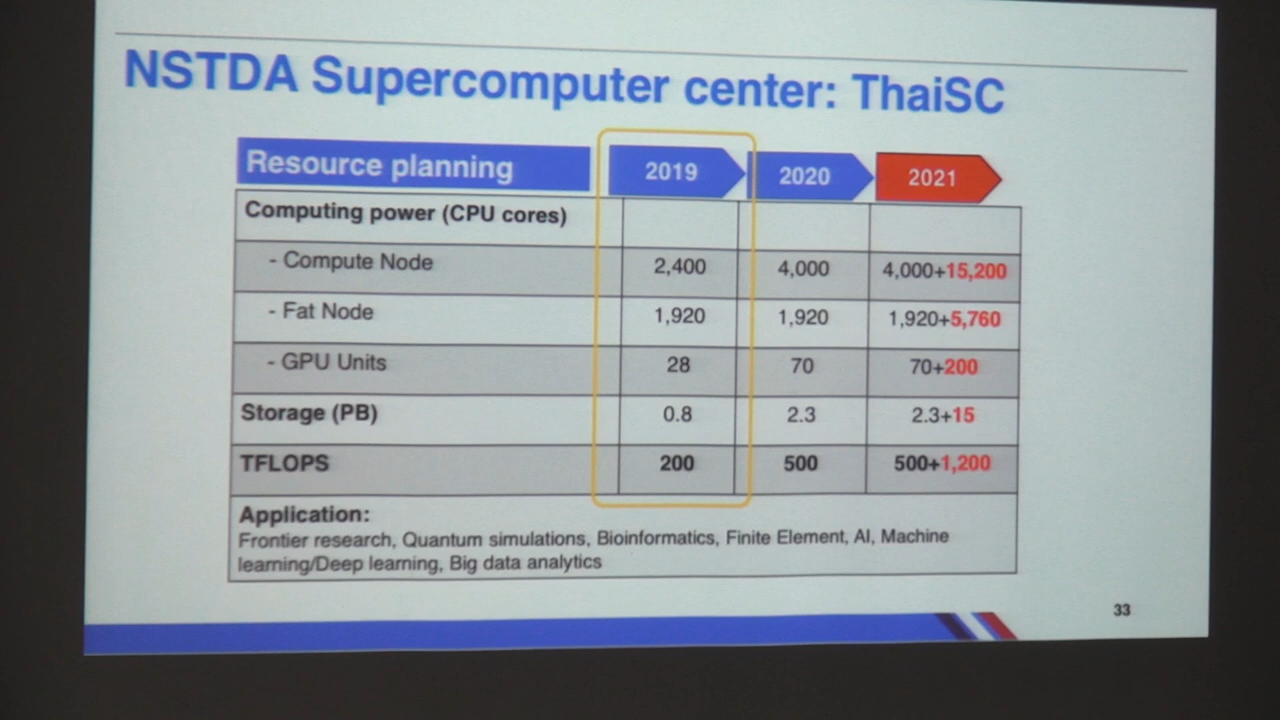 NSTDA Supercomputer center: ThaiSC
Resource planning 2019 2020 2021
Computing power (CPU cores)
- Compute Node 2,400 4,000 4,000+15,200
- Fat Node 1,920 1,920 1,920+5,760
- GPU Units 28 70 70+200
Storage (PB) 0.8 2.3 2.3+15
TFLOPS 200 500 500+1,200
Application:
Frontier research, Quantum simulations, Bioinformatics, Finite Element, AI, Machine
learning/Deep learning, Big data analytics
33